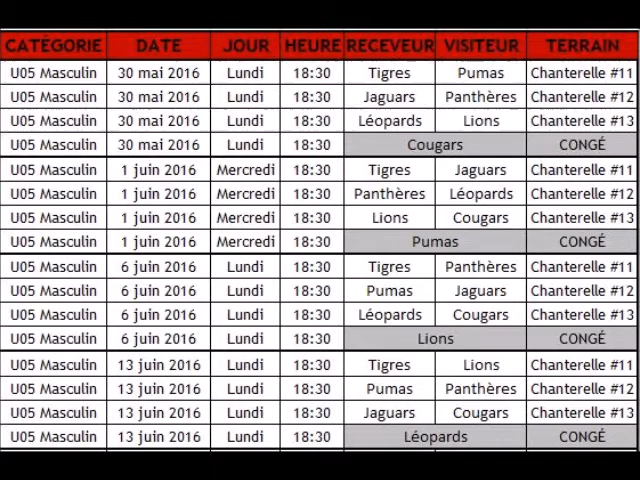 CATÉGORIE DATE JOUR HEURE RECEVEUR VISITEUR TERRAIN
U05 Masculin 30 mai 2016 Lundi 18:30 Tigres Pumas Chanterelle #11
U05 Masculin 30 mai 2016 Lundi 18:30 Jaguars Panthères Chanterelle #12
U05 Masculin 30 mai 2016 Lundi 18:30 Léopards Lions Chanterelle #13
U05 Masculin 30 mai 2016 Lundi 18:30 Cougars CONGÉ
U05 Masculin 1 juin 2016 Mercredi 18:30 Tigres Jaguars Chanterelle #11
U05 Masculin 1 juin 2016 Mercredi 18:30 Panthères Léopards Chanterelle #12
U05 Masculin 1 juin 2016 Mercredi 18:30 Lions Cougars Chanterelle #13
U05 Masculin 1 juin 2016 Mercredi 18:30 Pumas CONGÉ
U05 Masculin 6 juin 2016 Lundi 18:30 Tigres Panthères Chanterelle #11
U05 Masculin 6 juin 2016 Lundi 18:30 Pumas Jaguars Chanterelle #12
U05 Masculin 6 juin 2016 Lundi 18:30 Léopards Cougars Chanterelle #13
U05 Masculin 6 juin 2016 Lundi 18:30 Lions CONGÉ
U05 Masculin 13 juin 2016 Lundi 18:30 Tigres Lions Chanterelle #11
U05 Masculin 13 juin 2016 Lundi 18:30 Pumas Panthères Chanterelle #12
U05 Masculin 13 juin 2016 Lundi 18:30 Jaguars Cougars Chanterelle #13
U05 Masculin 13 juin 2016 Lundi 18:30 Léopards CONGÉ